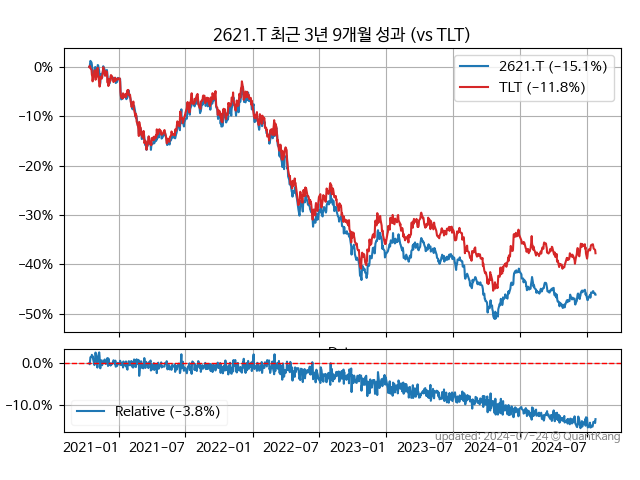 2621.T 최근 3년 9개월 성과 (vs TLT)
2621.T (−15.1%)
TLT (−11.8%)
0%
−10%
−20%
−30%
−40%
−50%
0.0%
−10.0%
Relative (−3.8%)
2021−01 2021−07 2022−01 2022−07 2023−01 2023−07 2024−01 2024−07
updated: 2024−07−24 © QuantKang